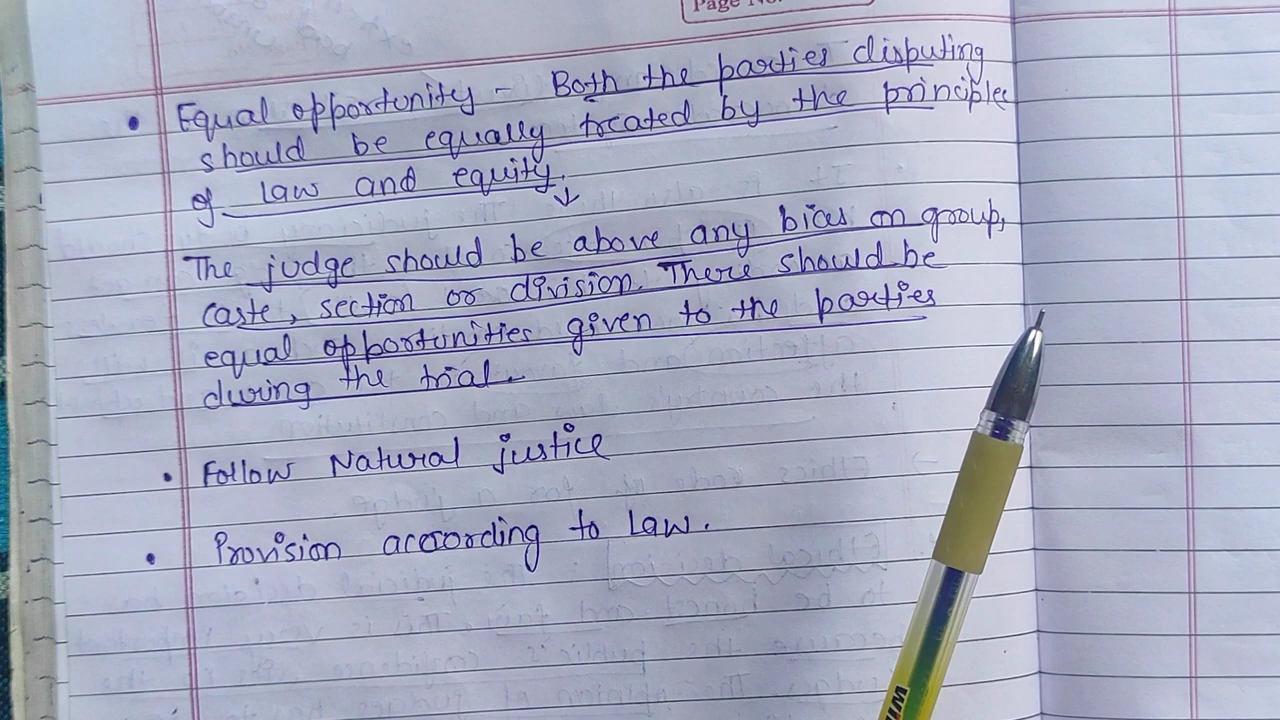 Page No.
• Equal opportunity - Both the parties disputing
should be equally treated by the principles
of law and equity.
↓
The judge should be above any bias on group,
caste, section or division. There should be
equal opportunities given to the parties
during the trial.
• Follow Natural justice
• Provision according to Law.